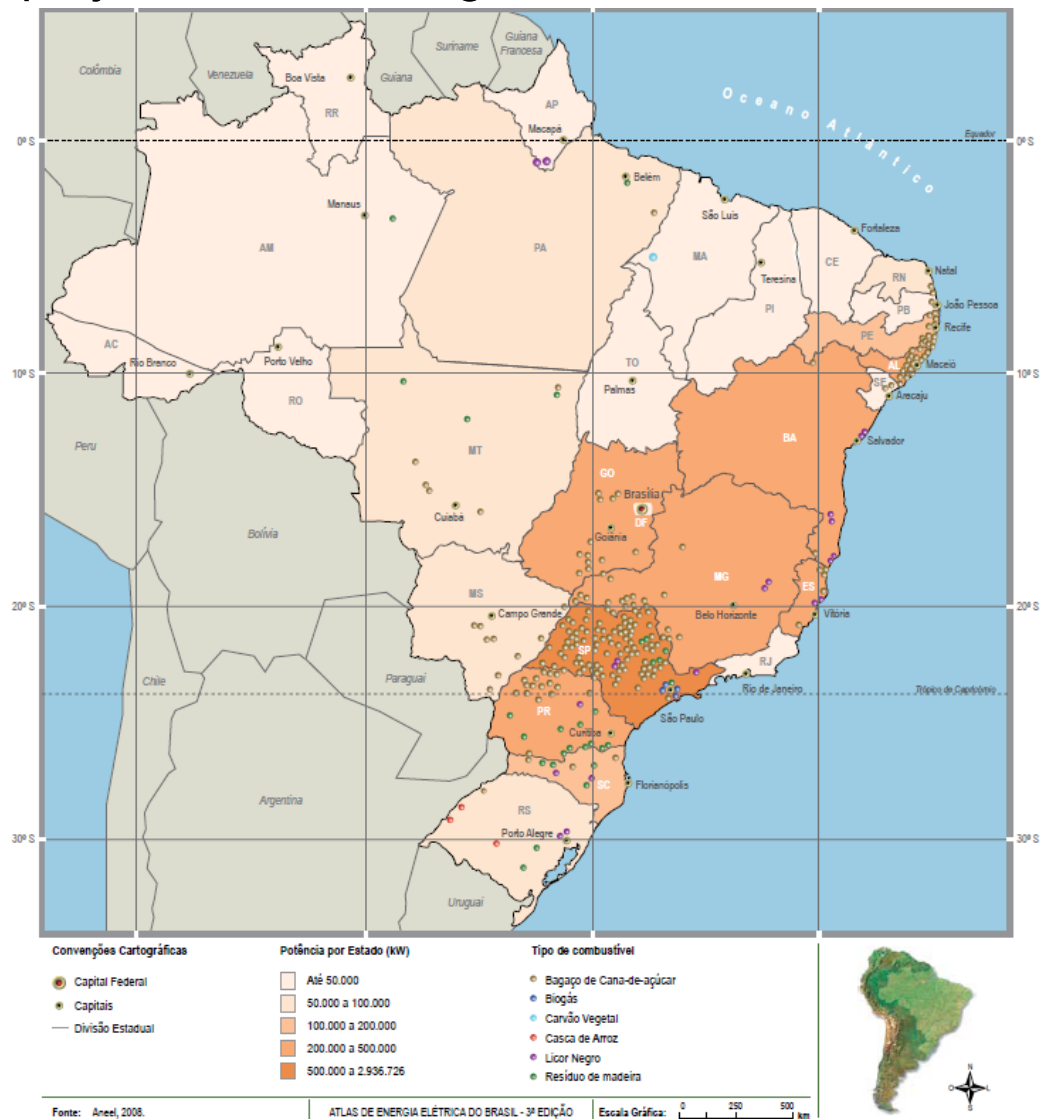 Colômbia
Venezuela
Guiana
Suriname
Guiana
Francesa
Boa Vista
RR
AP
Macapá
Oceano Atlântico
Equador
0º S
0º S
Manaus
Belém
São Luis
Fortaleza
AM
PA
MA
Teresina
CE
RN
Natal
PB
João Pessoa
PI
PE
Recife
AC
Rio Branco
Porto Velho
TO
AL
Maceió
10º S
10º S
Palmas
SE
Aracaju
RO
Peru
MT
BA
Salvador
GO
Brasília
DF
Cuiabá
Goiânia
Bolívia
MG
ES
MS
Campo Grande
Belo Horizonte
Vitória
20º S
20º S
SP
RJ
Chile
Paraguai
Rio de Janeiro
Trópico de Capricórnio
PR
São Paulo
Curitiba
SC
Florianópolis
Argentina
RS
Porto Alegre
30º S
30º S
Uruguai
Convenções Cartográficas
Capital Federal
Capitais
Divisão Estadual
Potência por Estado (kW)
Até 50.000
50.000 a 100.000
100.000 a 200.000
200.000 a 500.000
500.000 a 2.936.726
Tipo de combustível
Bagaço de Cana-de-açúcar
Biogás
Carvão Vegetal
Casca de Arroz
Licor Negro
Resíduo de madeira
N
O
L
S
Fonte: Aneel, 2008.
ATLAS DE ENERGIA ELÉTRICA DO BRASIL - 3ª EDIÇÃO
Escala Gráfica:
0 250 500
km